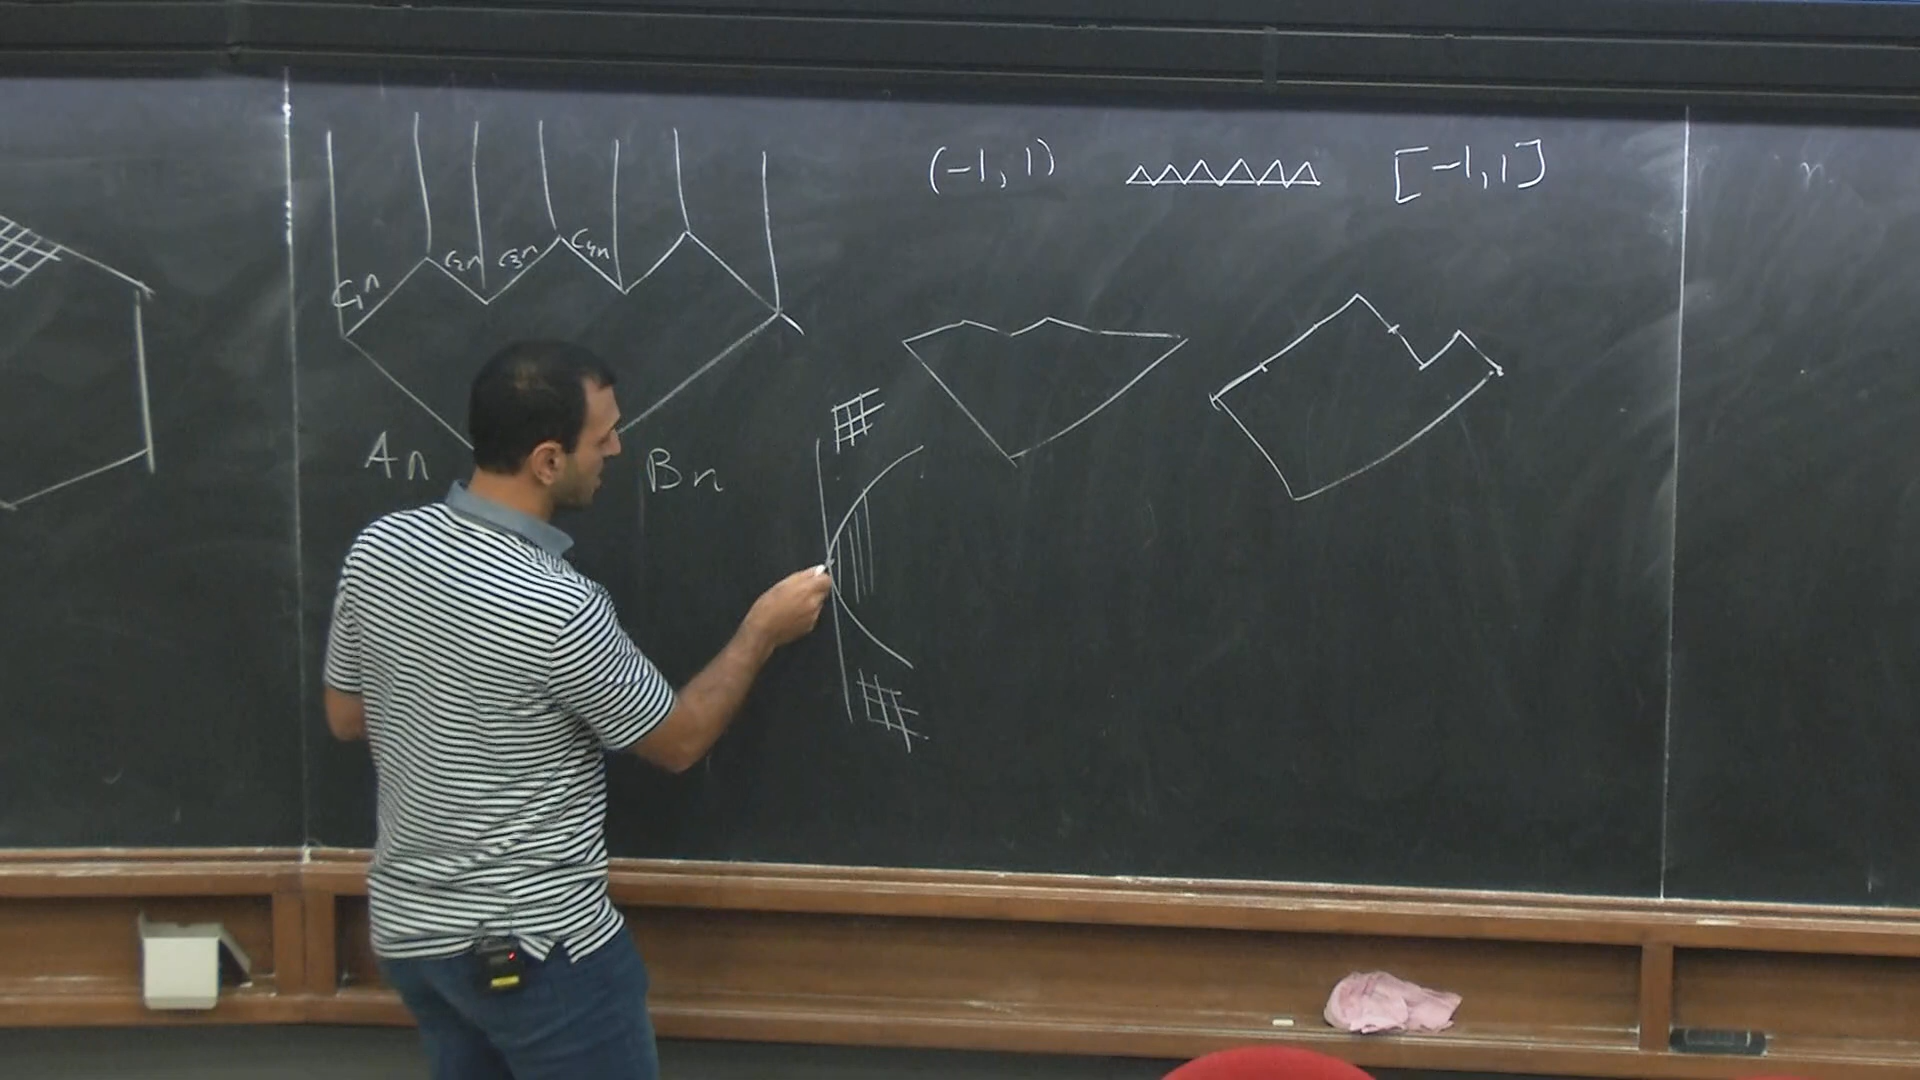 (-1, 1) [-1, 1]
C₁n C₂n C₃n C₄n
An Bn